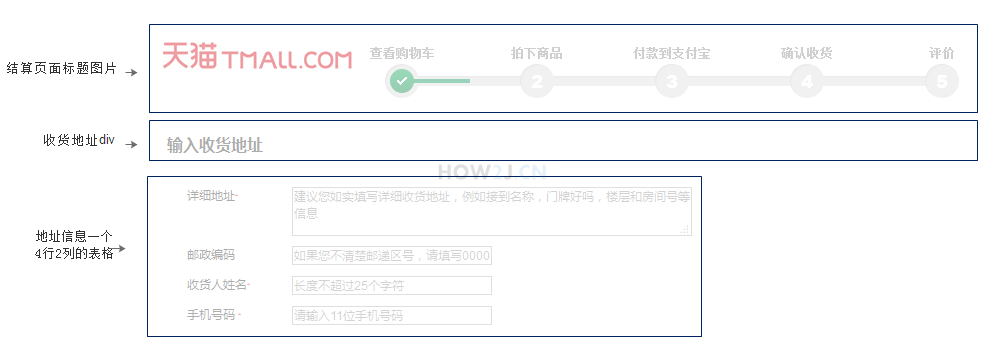 结算页面标题图片
天猫 TMALL.COM
查看购物车 拍下商品 付款到支付宝 确认收货 评价
2 3 4 5
收货地址div
输入收货地址
HOW2J.CN
地址信息一个
4行2列的表格
详细地址* 建议您如实填写详细收货地址，例如接到名称，门牌好吗，楼层和房间号等
信息
邮政编码 如果您不清楚邮递区号，请填写0000
收货人姓名* 长度不超过25个字符
手机号码 * 请输入11位手机号码